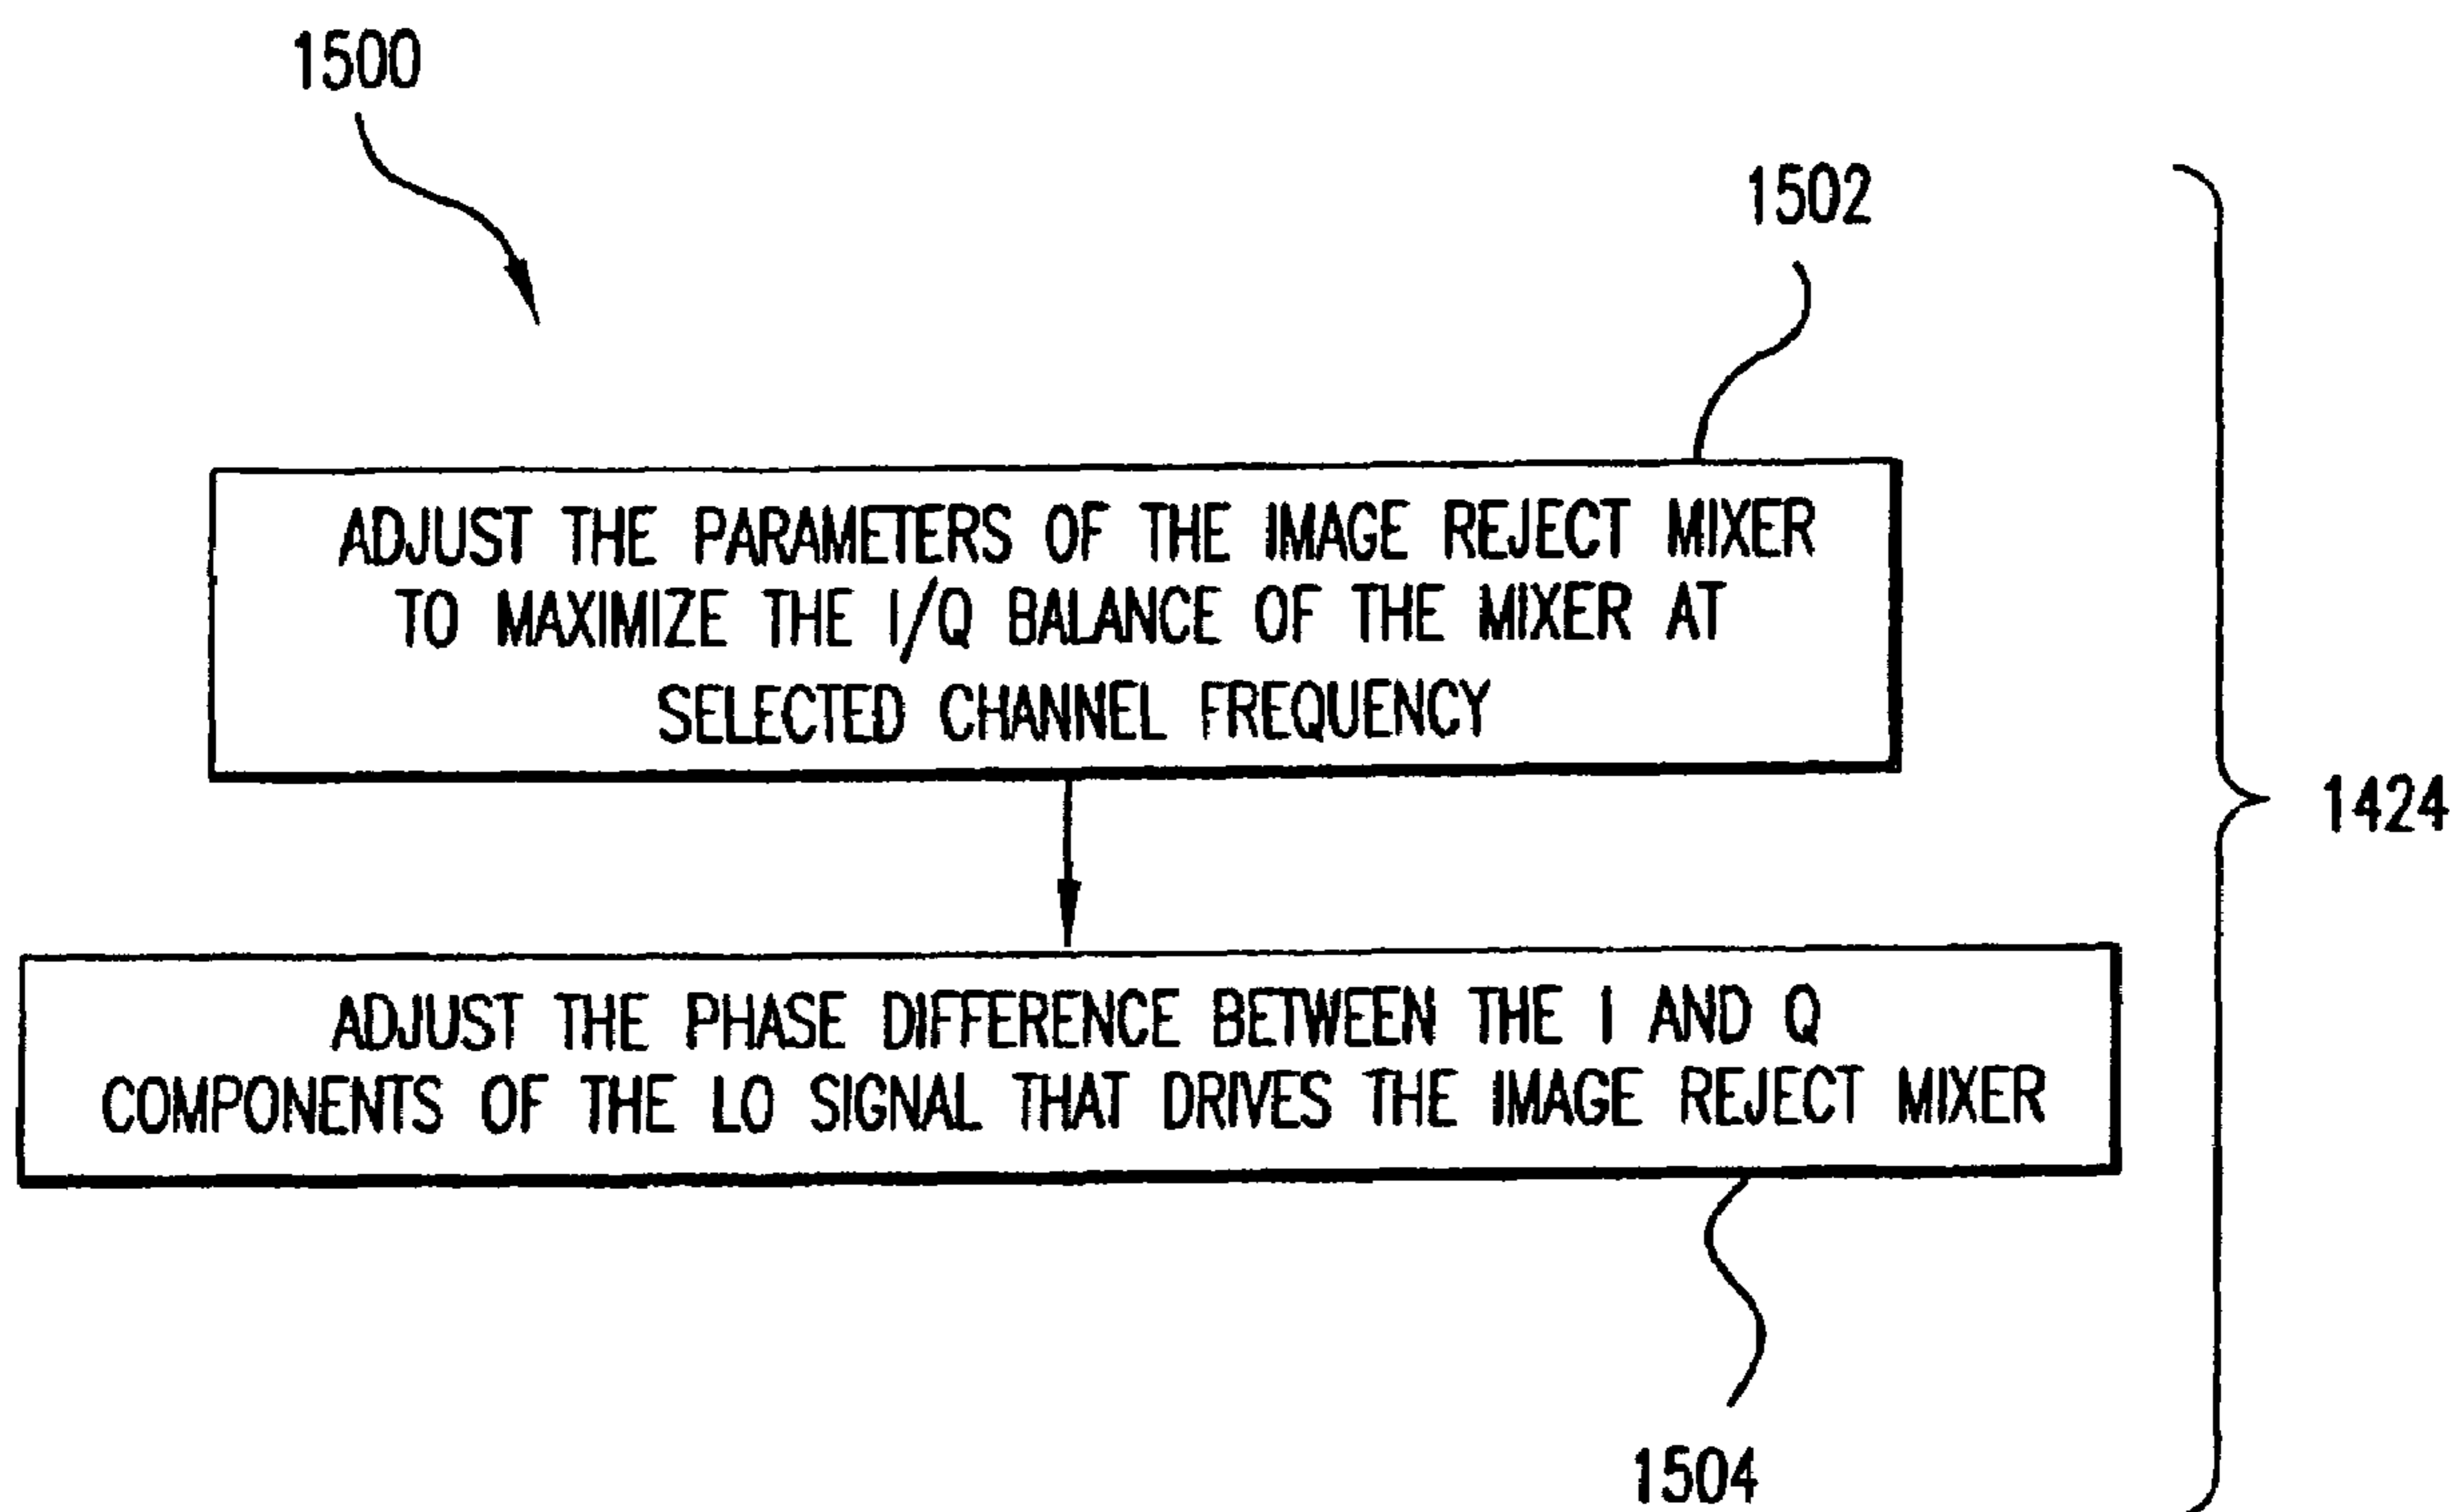 1500
1502
ADJUST THE PARAMETERS OF THE IMAGE REJECT MIXER
TO MAXIMIZE THE I/Q BALANCE OF THE MIXER AT
SELECTED CHANNEL FREQUENCY
1424
ADJUST THE PHASE DIFFERENCE BETWEEN THE I AND Q
COMPONENTS OF THE LO SIGNAL THAT DRIVES THE IMAGE REJECT MIXER
1504